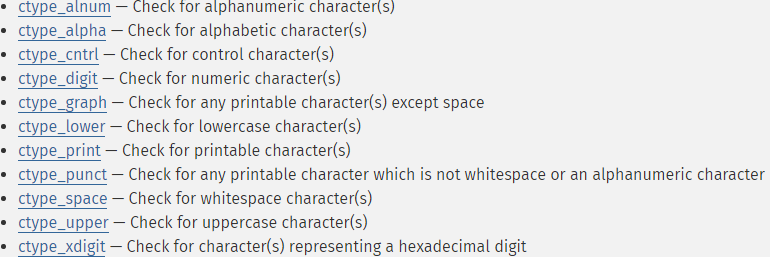 ctype_alnum — Check for alphanumeric character(s)
ctype_alpha — Check for alphabetic character(s)
ctype_cntrl — Check for control character(s)
ctype_digit — Check for numeric character(s)
ctype_graph — Check for any printable character(s) except space
ctype_lower — Check for lowercase character(s)
ctype_print — Check for printable character(s)
ctype_punct — Check for any printable character which is not whitespace or an alphanumeric character
ctype_space — Check for whitespace character(s)
ctype_upper — Check for uppercase character(s)
ctype_xdigit — Check for character(s) representing a hexadecimal digit